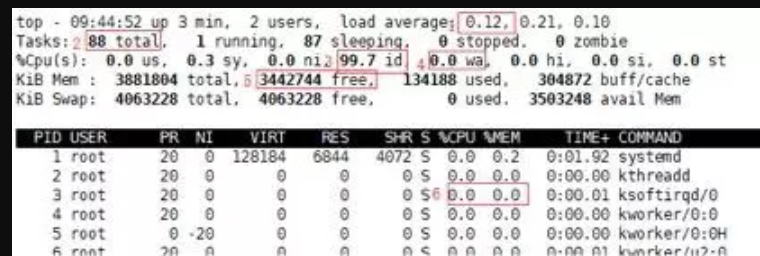 top - 09:44:52 up 3 min, 2 users, load average: 0.12, 0.21, 0.10
Tasks: 2 88 total, 1 running, 87 sleeping, 0 stopped, 0 zombie
%Cpu(s): 0.0 us, 0.3 sy, 0.0 ni 3 99.7 id, 4 0.0 wa, 0.0 hi, 0.0 si, 0.0 st
KiB Mem : 3881804 total, 5 3442744 free, 134188 used, 304872 buff/cache
KiB Swap: 4063228 total, 4063228 free, 0 used. 3503248 avail Mem
PID USER PR NI VIRT RES SHR S %CPU %MEM TIME+ COMMAND
1 root 20 0 128184 6844 4072 S 0.0 0.2 0:01.92 systemd
2 root 20 0 0 0 0 S 0.0 0.0 0:00.00 kthreadd
3 root 20 0 0 0 0 S 6 0.0 0.0 0:00.01 ksoftirqd/0
4 root 20 0 0 0 0 S 0.0 0.0 0:00.00 kworker/0:0
5 root 0 -20 0 0 0 S 0.0 0.0 0:00.00 kworker/0:0H
6 root 20 0 0 0 0 S 0.0 0.0 0:00.01 kworker/u2:0